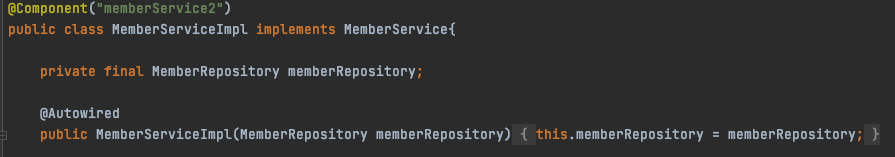 @Component("memberService2")
public class MemberServiceImpl implements MemberService{
private final MemberRepository memberRepository;
@Autowired
public MemberServiceImpl(MemberRepository memberRepository) { this.memberRepository = memberRepository; }